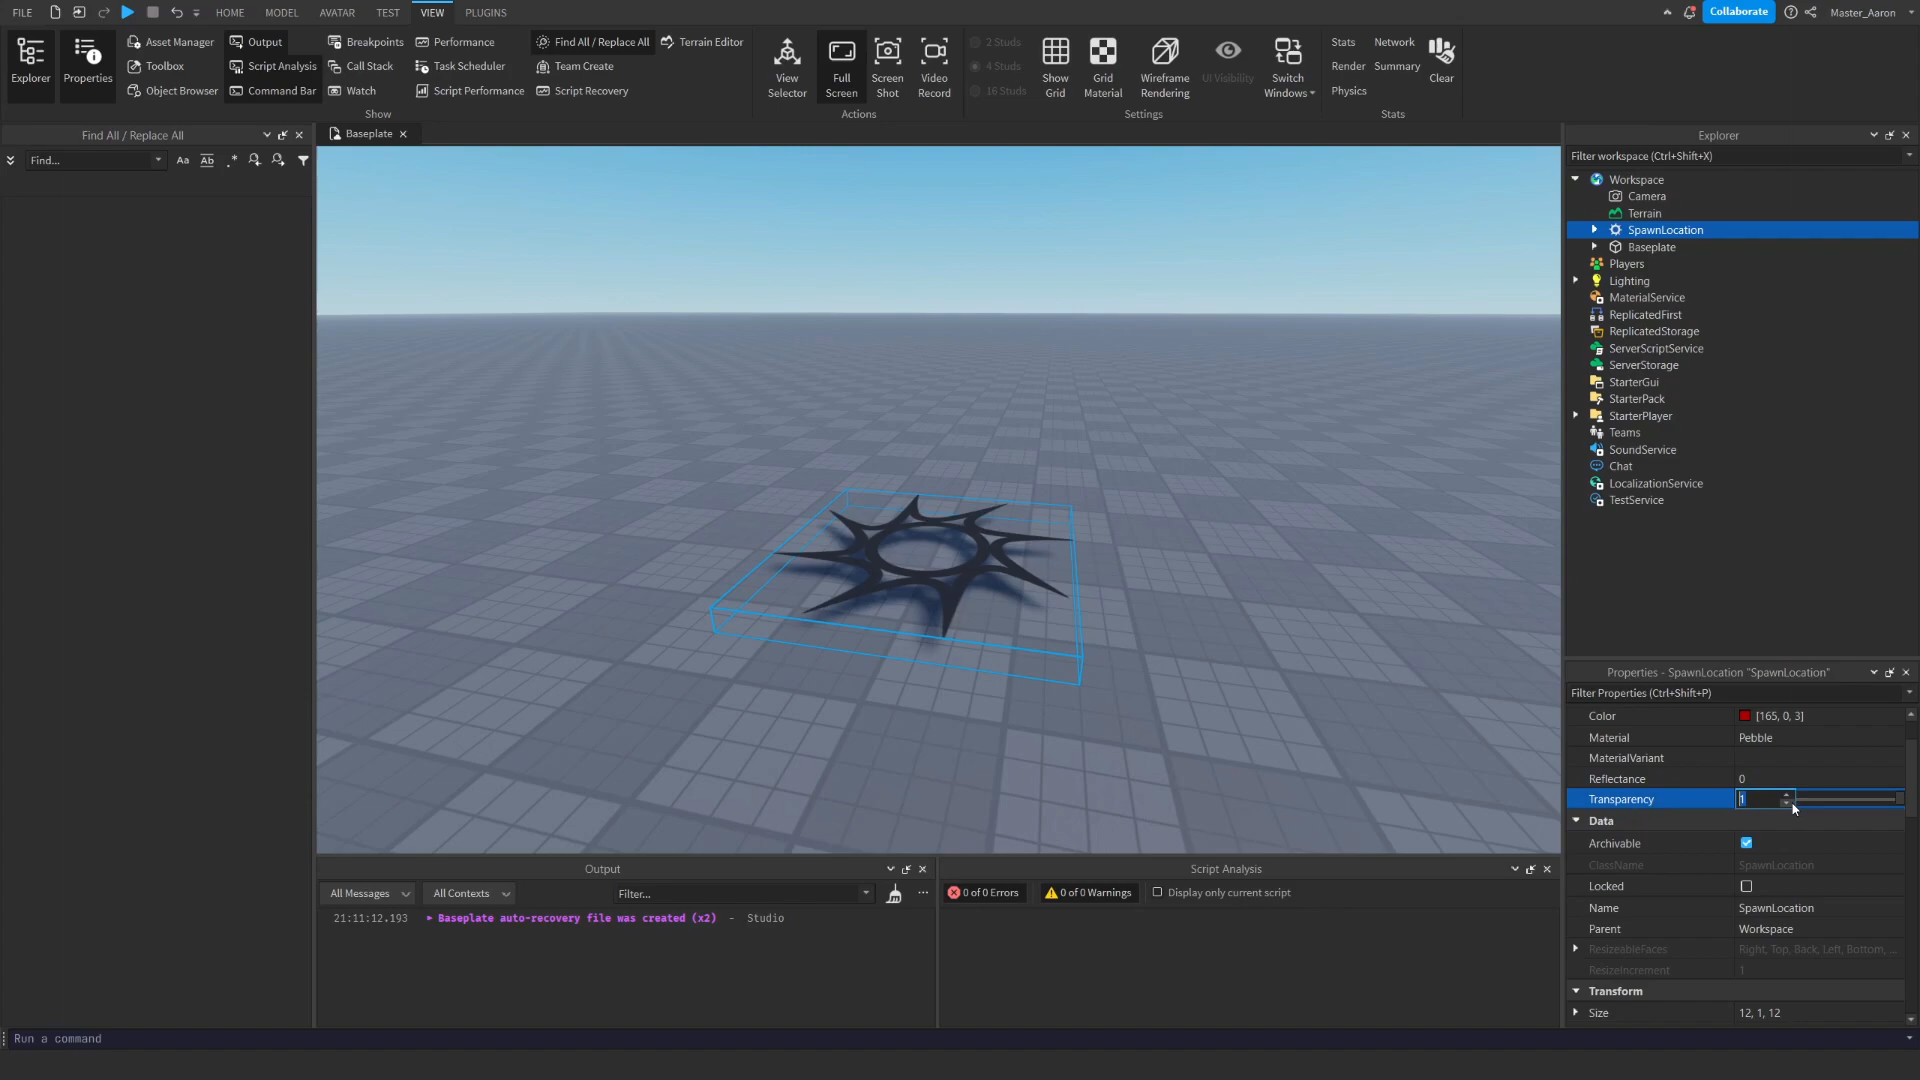 FILE HOME MODEL AVATAR TEST VIEW PLUGINS Collaborate Master_Aaron
Explorer
Properties
Asset Manager
Toolbox
Object Browser
Output
Script Analysis
Command Bar
Breakpoints
Call Stack
Watch
Performance
Task Scheduler
Script Performance
Find All / Replace All
Team Create
Script Recovery
Terrain Editor
Show
View
Selector
Full
Screen
Screen
Shot
Video
Record
Actions
2 Studs
4 Studs
16 Studs
Show
Grid
Grid
Material
Wireframe
Rendering
UI Visibility
Switch
Windows
Settings
Stats
Render
Physics
Network
Summary
Clear
Stats
Find All / Replace All
Find...
Aa Ab .*
Baseplate
Explorer
Filter workspace (Ctrl+Shift+X)
Workspace
Camera
Terrain
SpawnLocation
Baseplate
Players
Lighting
MaterialService
ReplicatedFirst
ReplicatedStorage
ServerScriptService
ServerStorage
StarterGui
StarterPack
StarterPlayer
Teams
SoundService
Chat
LocalizationService
TestService
Properties - SpawnLocation "SpawnLocation"
Filter Properties (Ctrl+Shift+P)
Color [165, 0, 3]
Material Pebble
MaterialVariant
Reflectance 0
Transparency 1
Data
Archivable
ClassName SpawnLocation
Locked
Name SpawnLocation
Parent Workspace
ResizeableFaces Right, Top, Back, Left, Bottom, ...
ResizeIncrement 1
Transform
Size 12, 1, 12
Output
All Messages All Contexts Filter...
21:11:12.193 Baseplate auto-recovery file was created (x2) - Studio
Script Analysis
0 of 0 Errors 0 of 0 Warnings Display only current script
Run a command